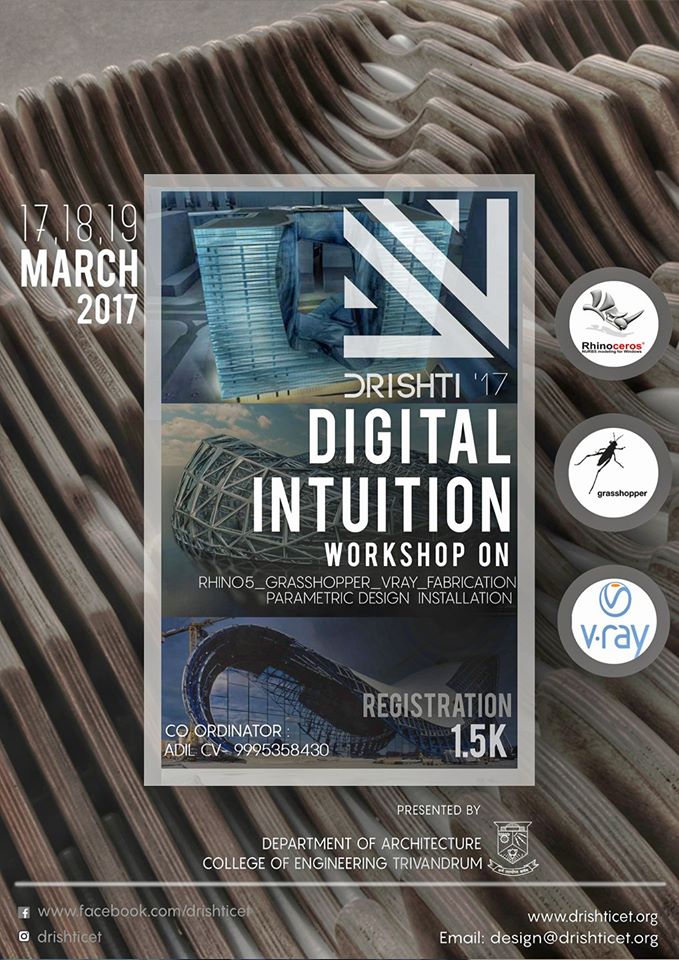 17,18,19
MARCH
2017
DRISHTI '17
DIGITAL
INTUITION
WORKSHOP ON
RHINO5_GRASSHOPPER_VRAY_FABRICATION
PARAMETRIC DESIGN INSTALLATION
Rhinoceros®
NURBS modeling for Windows
grasshopper
v·ray
REGISTRATION
1.5K
CO ORDINATOR :
ADIL CV- 9995358430
PRESENTED BY
DEPARTMENT OF ARCHITECTURE
COLLEGE OF ENGINEERING TRIVANDRUM
www.facebook.com/drishticet
drishticet
www.drishticet.org
Email: design@drishticet.org